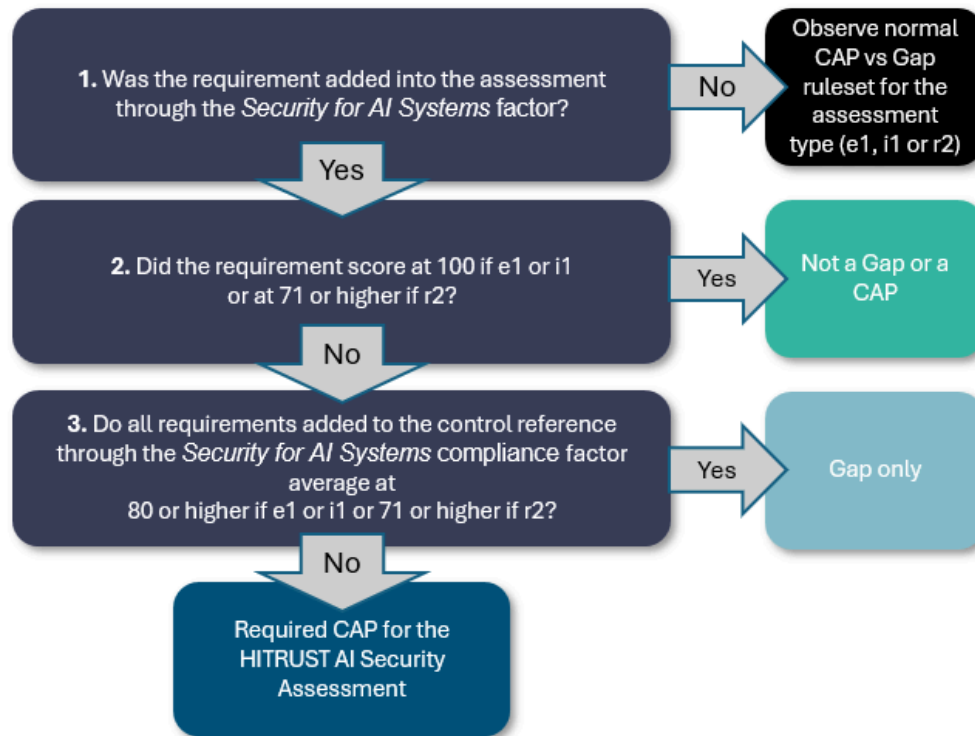 1. Was the requirement added into the assessment
through the Security for AI Systems factor?
No
Observe normal
CAP vs Gap
ruleset for the
assessment
type (e1, i1 or r2)
Yes
2. Did the requirement score at 100 if e1 or i1
or at 71 or higher if r2?
Yes
Not a Gap or a
CAP
No
3. Do all requirements added to the control reference
through the Security for AI Systems compliance factor
average at
80 or higher if e1 or i1 or 71 or higher if r2?
Yes
Gap only
No
Required CAP for the
HITRUST AI Security
Assessment